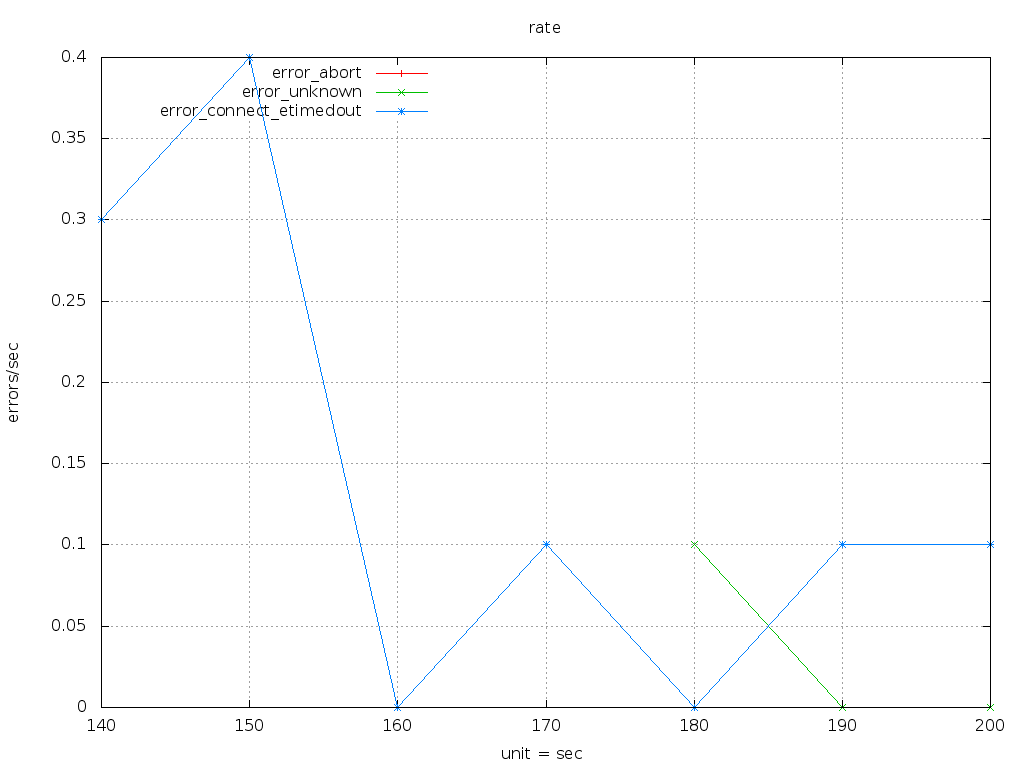 rate
0.4
error_abort
error_unknown
error_connect_etimedout
0.35
0.3
0.25
errors/sec
0.2
0.15
0.1
0.05
0
140 150 160 170 180 190 200
unit = sec